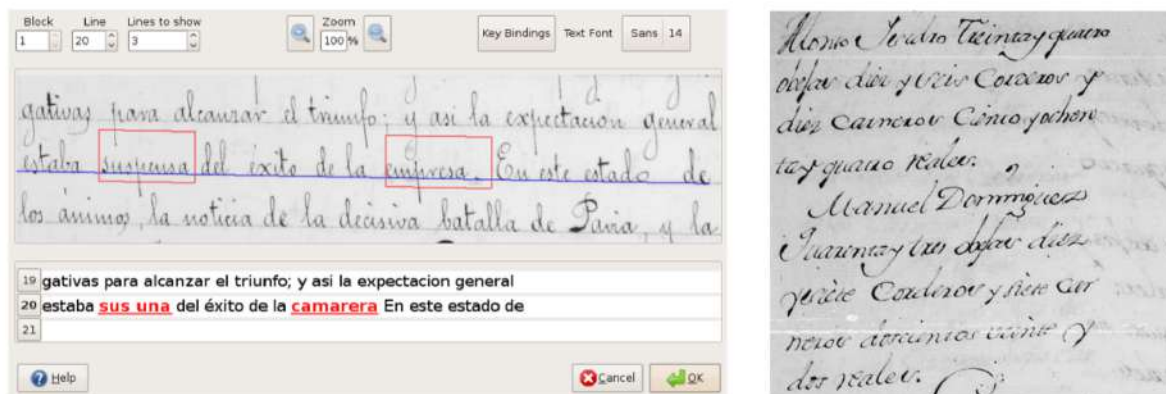 Block Line Lines to show Zoom
1 20 3 100 % Key Bindings Text Font Sans 14
gativas para alcanzar el triunfo; y asi la expectacion general
estaba suspensa del éxito de la empresa. En este estado de
los ánimos, la noticia de la decisiva batalla de Pavia, y la
19 gativas para alcanzar el triunfo; y asi la expectacion general
20 estaba sus una del éxito de la camarera En este estado de
21
Help Cancel OK
Alonso Treinta y quatro
diez y seis Corderos y
diez Carneros Ciento y ochen
ta y quatro reales.
Manuel Dominguez
Quarenta y tres diez
y siete Corderos y siete Car
neros doscientos veinte y
dos reales.